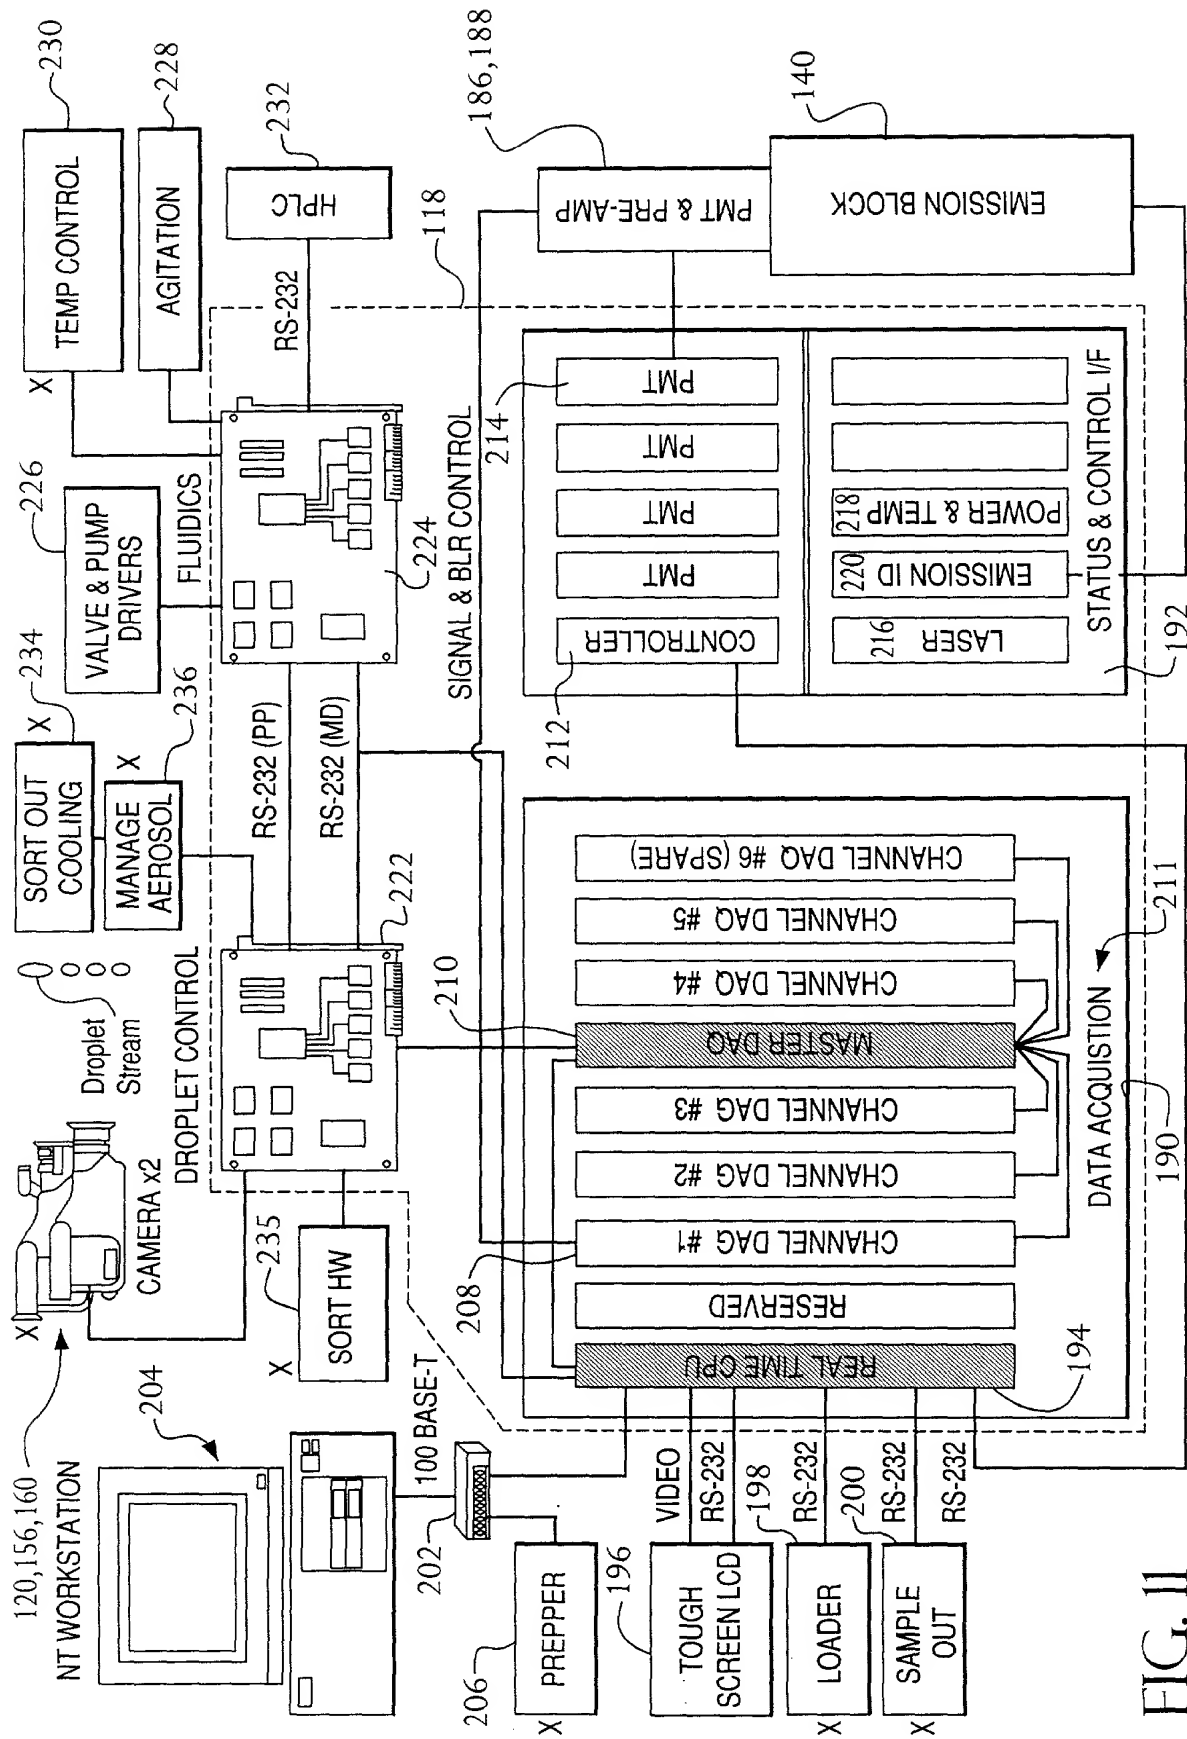 120,156,160
NT WORKSTATION
204
X
CAMERA x2
Droplet
Stream
SORT OUT
COOLING
X
234
MANAGE
AEROSOL
X
236
VALVE & PUMP
DRIVERS
226
FLUIDICS
TEMP CONTROL
X
230
AGITATION
228
HPLC
232
RS-232
118
DROPLET CONTROL
222
RS-232 (PP)
RS-232 (MD)
224
SORT HW
X
235
100 BASE-T
202
PREPPER
X
206
SIGNAL & BLR CONTROL
186,188
PMT & PRE-AMP
EMISSION BLOCK
140
VIDEO
RS-232
TOUGH
SCREEN LCD
196
RS-232
LOADER
X
198
RS-232
SAMPLE
OUT
X
200
RS-232
REAL TIME CPU
194
RESERVED
208
CHANNEL DAG #1
CHANNEL DAG #2
CHANNEL DAG #3
210
MASTER DAQ
CHANNEL DAQ #4
CHANNEL DAQ #5
CHANNEL DAQ #6 (SPARE)
DATA ACQUISTION
190
211
212
CONTROLLER
PMT
PMT
PMT
PMT
214
LASER
216
EMISSION ID
220
POWER & TEMP
218
STATUS & CONTROL I/F
192
FIG. 11